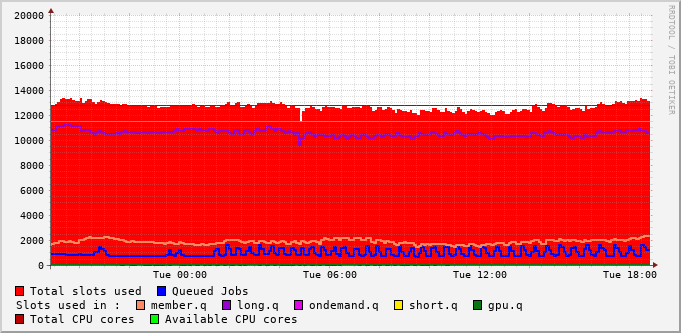 20000
18000
16000
14000
12000
10000
8000
6000
4000
2000
0
Tue 00:00 Tue 06:00 Tue 12:00 Tue 18:00
Total slots used Queued Jobs
Slots used in : member.q long.q ondemand.q short.q gpu.q
Total CPU cores Available CPU cores
RRDTOOL / TOBI OETIKER